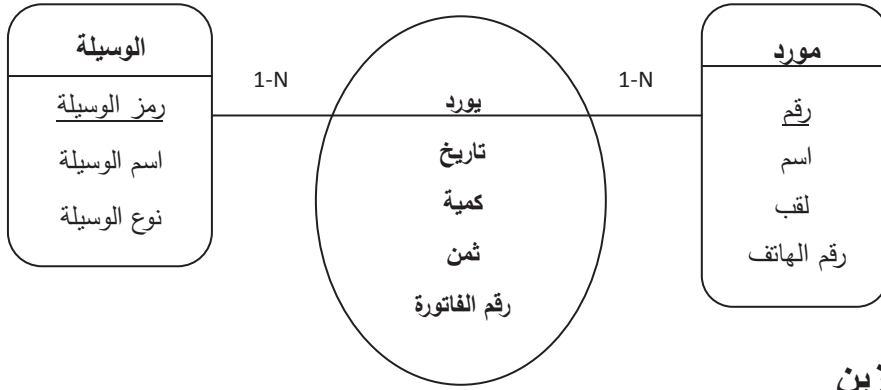 مورد
رقم
اسم
لقب
رقم الهاتف
1-N
يورد
تاريخ
كمية
ثمن
رقم الفاتورة
1-N
الوسيلة
رمز الوسيلة
اسم الوسيلة
نوع الوسيلة